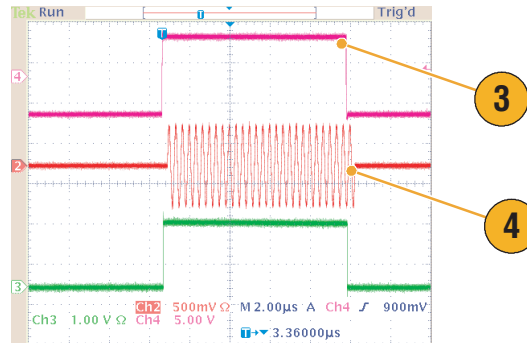 Tek Run Trig'd
T
T
4
3
2
4
3
Ch2 500mV Ω M 2.00µs A Ch4 ʃ 900mV
Ch3 1.00 V Ω Ch4 5.00 V
T→▼ 3.36000µs